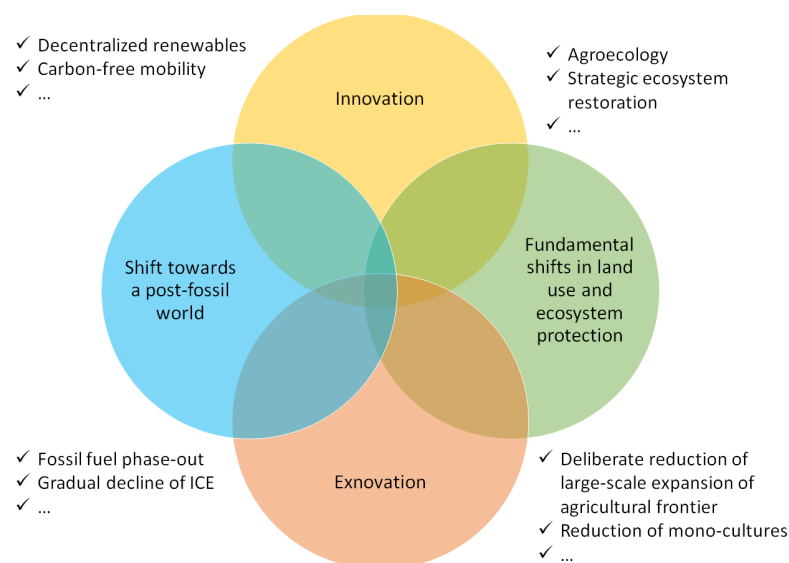 ✓ Decentralized renewables
✓ Carbon-free mobility
✓ ...
✓ Agroecology
✓ Strategic ecosystem
restoration
✓ ...
Innovation
Shift towards
a post-fossil
world
Fundamental
shifts in land
use and
ecosystem
protection
Exnovation
✓ Fossil fuel phase-out
✓ Gradual decline of ICE
✓ ...
✓ Deliberate reduction of
large-scale expansion of
agricultural frontier
✓ Reduction of mono-cultures
✓ ...